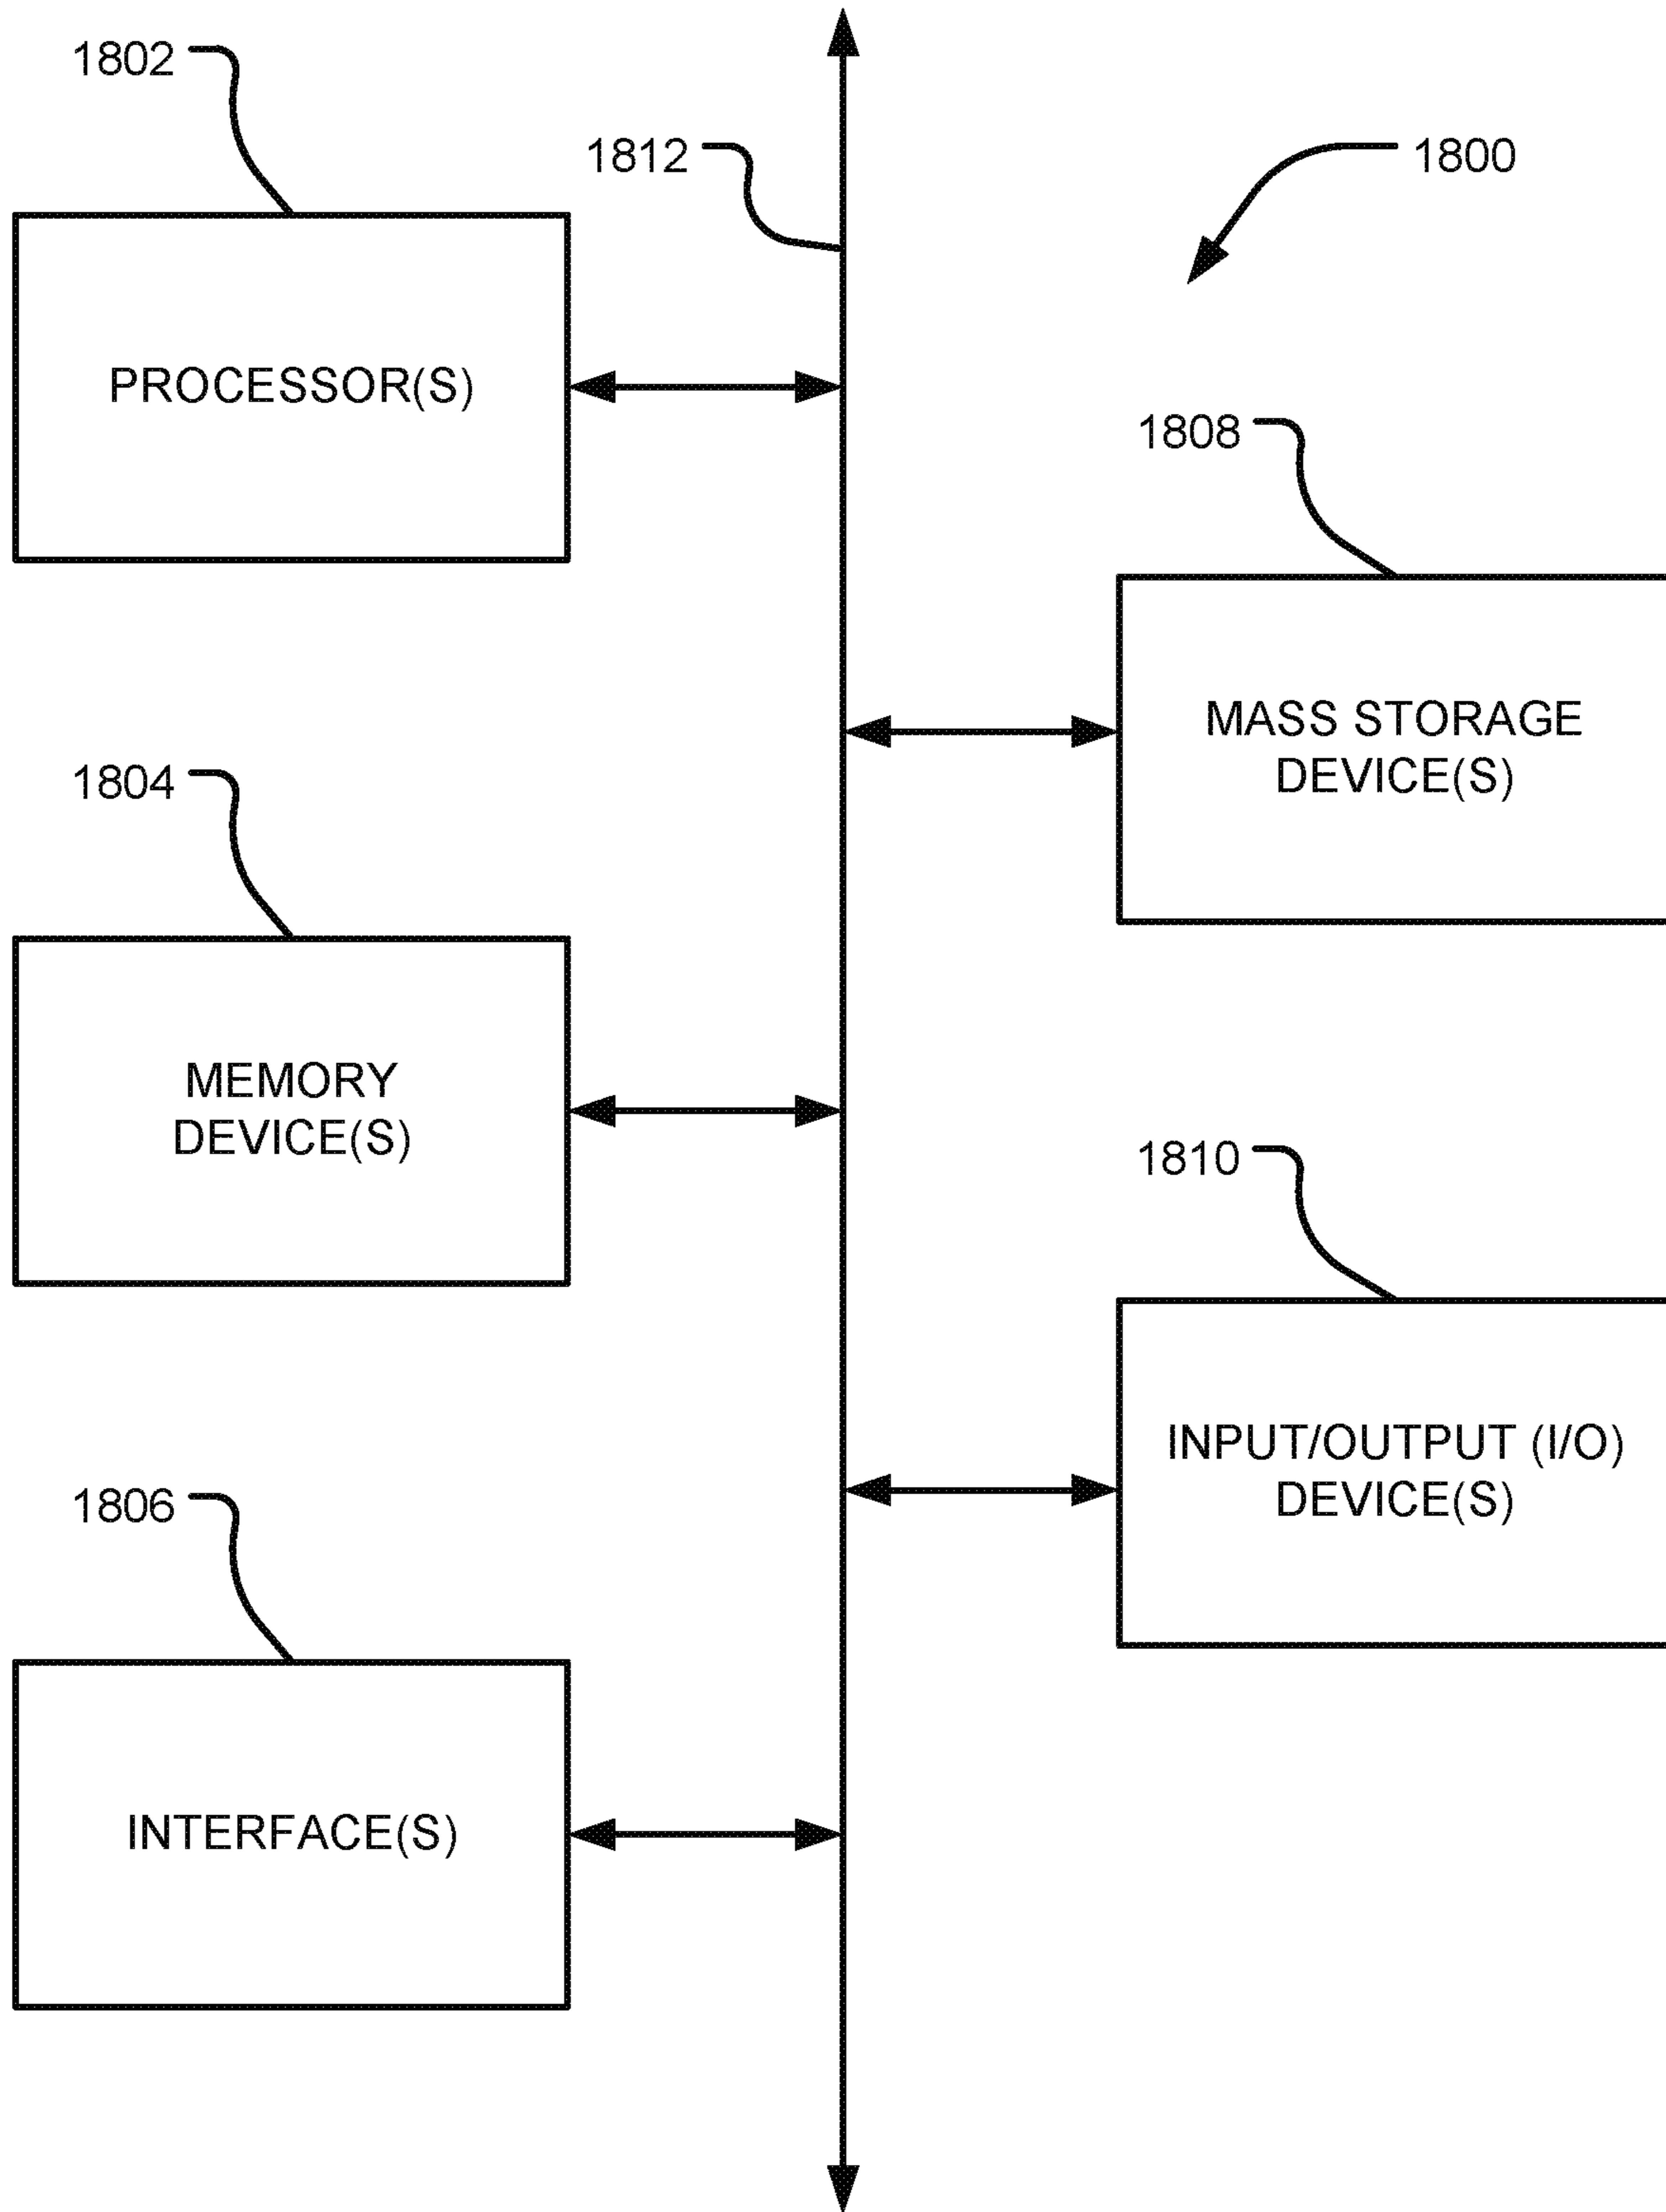 1802
1812
1800
PROCESSOR(S)
1808
MASS STORAGE
DEVICE(S)
1804
MEMORY
DEVICE(S)
1810
INPUT/OUTPUT (I/O)
DEVICE(S)
1806
INTERFACE(S)